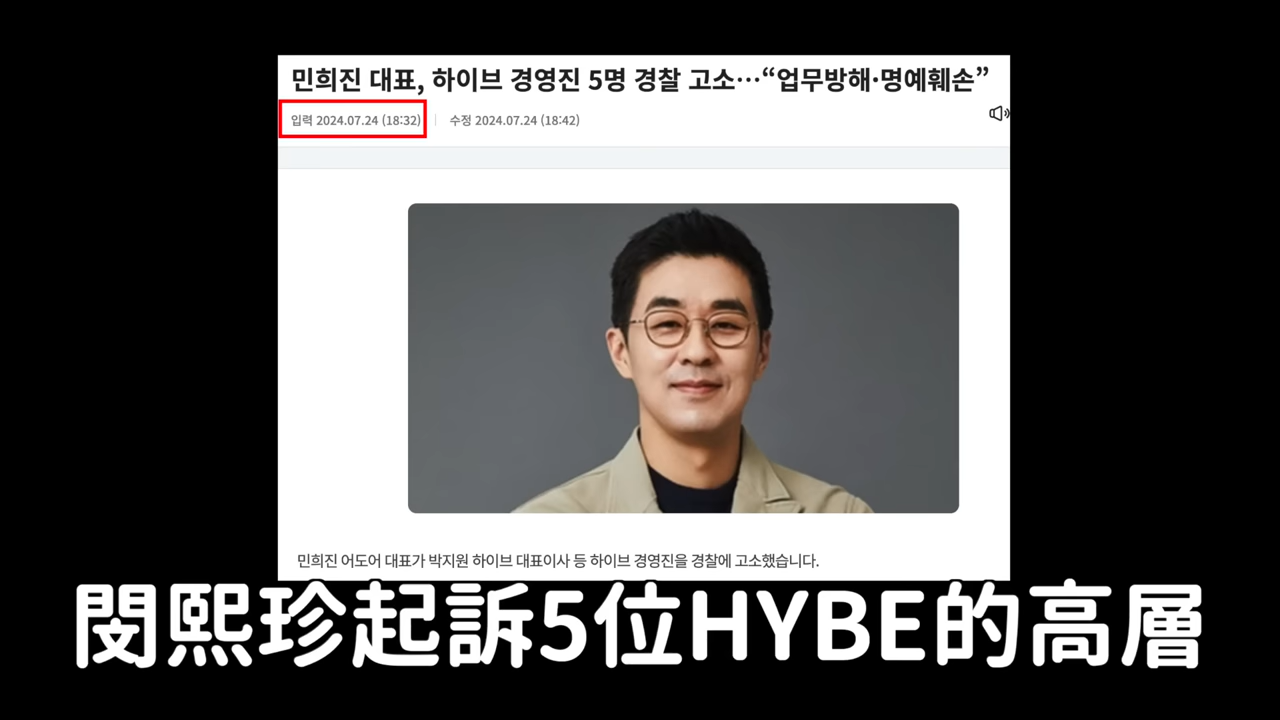 민희진 대표, 하이브 경영진 5명 경찰 고소…“업무방해·명예훼손”
입력 2024.07.24 (18:32) | 수정 2024.07.24 (18:42)
민희진 어도어 대표가 박지원 하이브 대표이사 등 하이브 경영진을 경찰에 고소했습니다.
閔熙珍起訴5位HYBE的高層